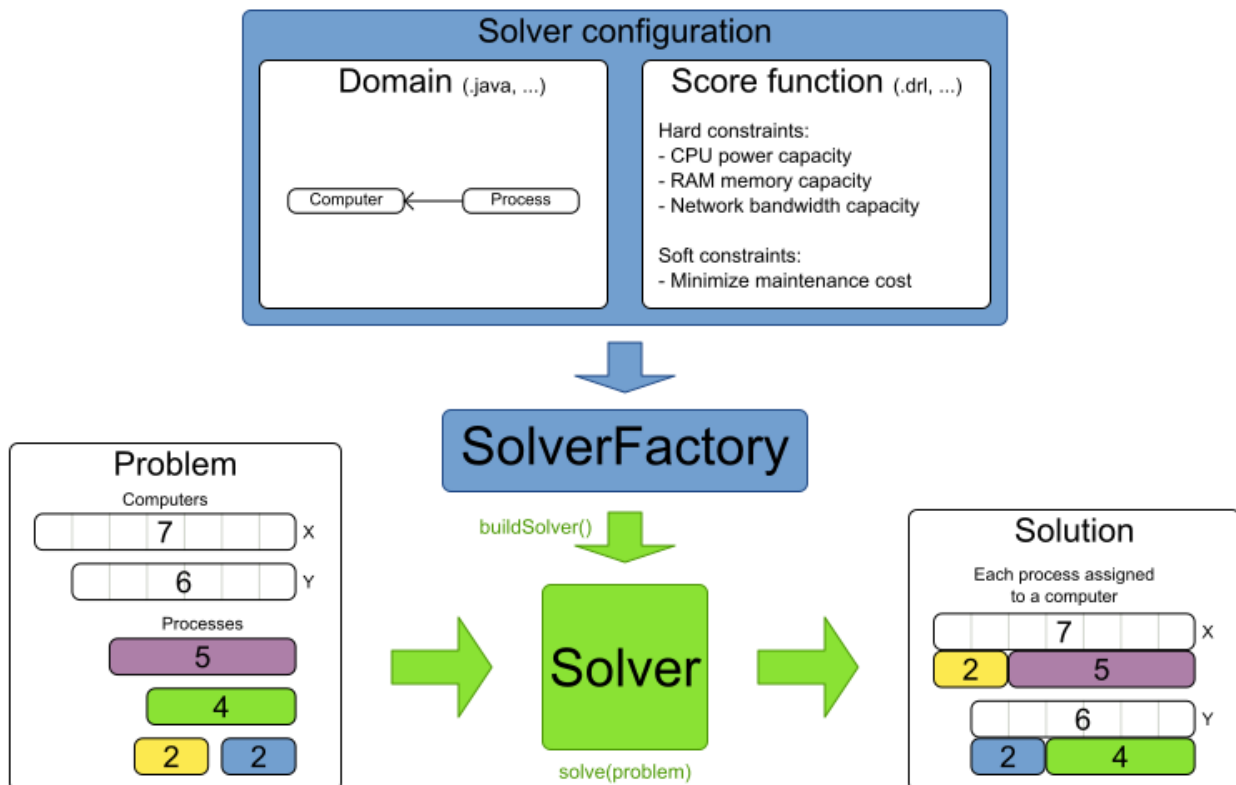 Solver configuration
Domain (.java, ...)
Computer
Process
Score function (.drl, ...)
Hard constraints:
- CPU power capacity
- RAM memory capacity
- Network bandwidth capacity
Soft constraints:
- Minimize maintenance cost
SolverFactory
buildSolver()
Problem
Computers
7 X
6 Y
Processes
5
4
2 2
Solver
solve(problem)
Solution
Each process assigned
to a computer
7 X
2 5
6 Y
2 4